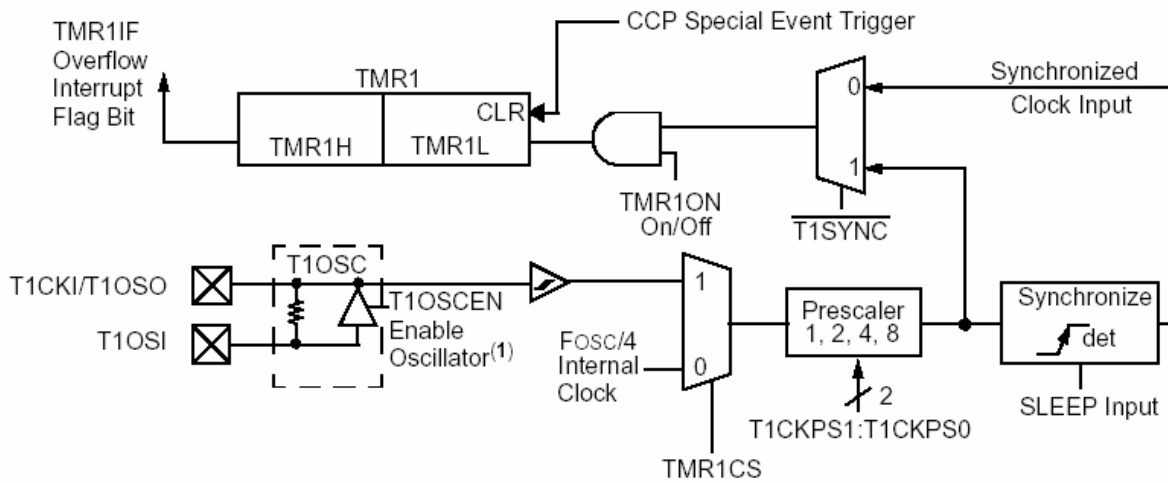 CCP Special Event Trigger
TMR1IF
Overflow
Interrupt
Flag Bit
TMR1
CLR
TMR1H
TMR1L
0
1
Synchronized
Clock Input
TMR1ON
On/Off
T1SYNC
T1OSC
T1CKI/T1OSO
T1OSI
T1OSCEN
Enable
Oscillator(1)
1
0
FOSC/4
Internal
Clock
TMR1CS
Prescaler
1, 2, 4, 8
2
T1CKPS1:T1CKPS0
Synchronize
det
SLEEP Input